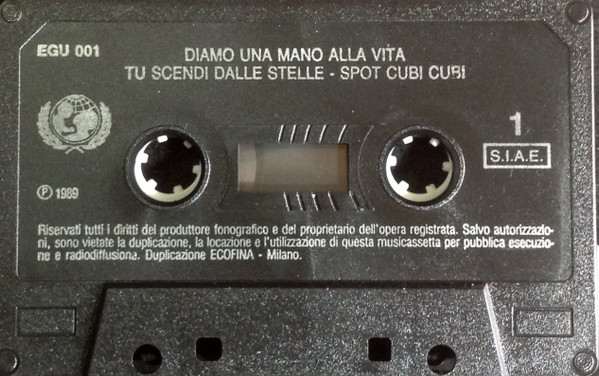 EGU 001
DIAMO UNA MANO ALLA VITA
TU SCENDI DALLE STELLE - SPOT CUBI CUBI
1
S.I.A.E.
Ⓟ 1989
Riservati tutti i diritti del produttore fonografico e del proprietario dell'opera registrata. Salvo autorizzazio-
ni, sono vietate la duplicazione, la locazione e l'utilizzazione di questa musicassetta per pubblica esecuzio-
ne e radiodiffusione. Duplicazione ECOFINA - Milano.